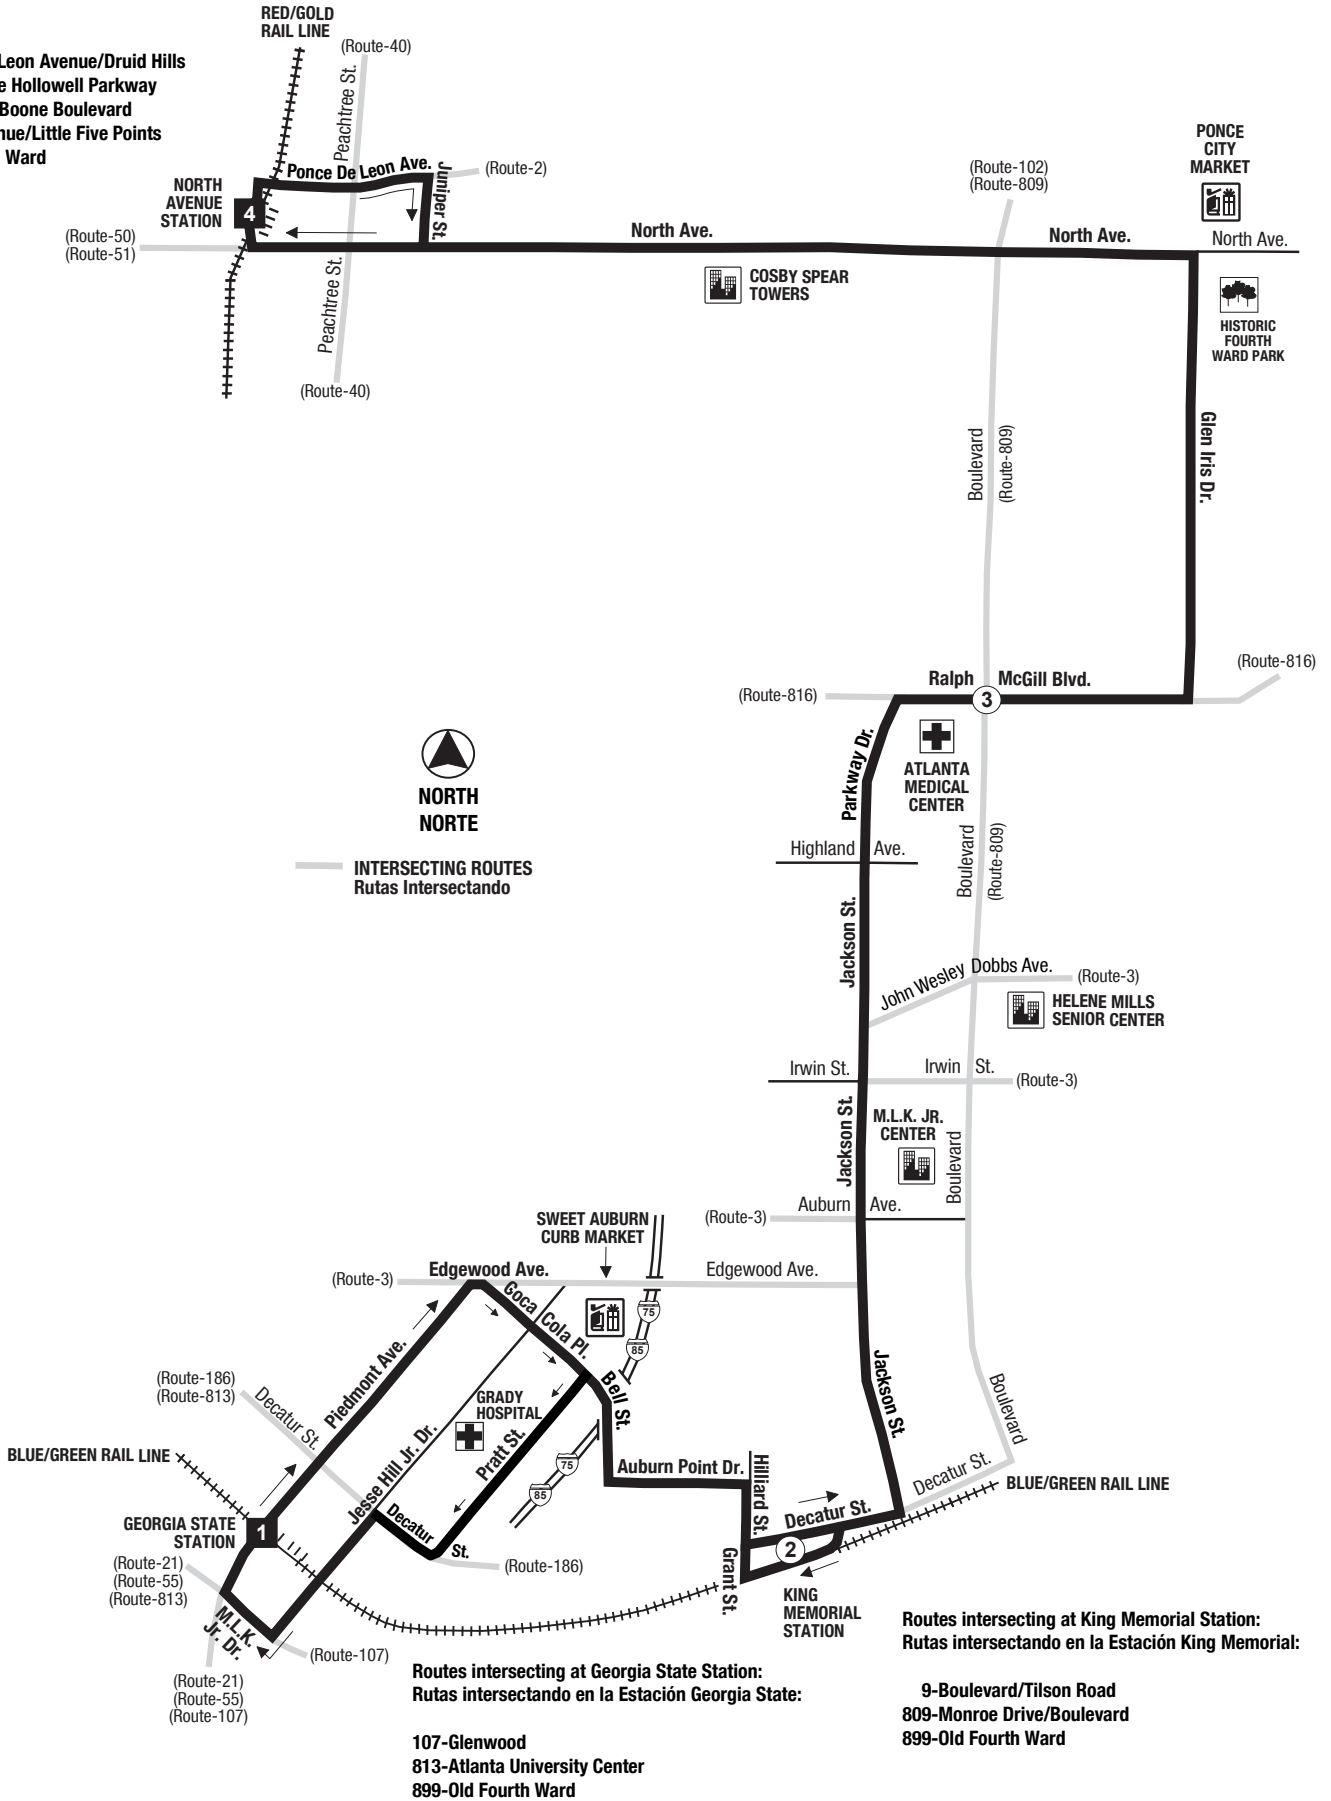 RED/GOLD
RAIL LINE
(Route-40)
Leon Avenue/Druid Hills
Hollowell Parkway
Boone Boulevard
nue/Little Five Points
Ward
Peachtree St.
Ponce De Leon Ave.
Juniper St.
(Route-2)
NORTH
AVENUE
STATION
4
(Route-50)
(Route-51)
North Ave.
(Route-102)
(Route-809)
North Ave.
PONCE
CITY
MARKET
North Ave.
COSBY SPEAR
TOWERS
HISTORIC
FOURTH
WARD PARK
Peachtree St.
(Route-40)
Boulevard
(Route-809)
Glen Iris Dr.
(Route-816)
Ralph McGill Blvd.
(Route-816)
3
Parkway Dr.
ATLANTA
MEDICAL
CENTER
NORTH
NORTE
INTERSECTING ROUTES
Rutas Intersectando
Highland Ave.
Boulevard
(Route-809)
Jackson St.
John Wesley Dobbs Ave.
(Route-3)
HELENE MILLS
SENIOR CENTER
Irwin St.
Irwin St.
(Route-3)
Jackson St.
M.L.K. JR.
CENTER
Boulevard
Auburn Ave.
(Route-3)
SWEET AUBURN
CURB MARKET
Edgewood Ave.
(Route-3)
Edgewood Ave.
Coca Cola Pl.
75
85
Piedmont Ave.
Bell St.
Jackson St.
Boulevard
(Route-186)
(Route-813)
Decatur St.
GRADY
HOSPITAL
Jesse Hill Jr. Dr.
Pratt St.
75
85
BLUE/GREEN RAIL LINE
Auburn Point Dr.
Hilliard St.
Decatur St.
Decatur St.
BLUE/GREEN RAIL LINE
GEORGIA STATE
STATION
1
Decatur St.
(Route-186)
2
Grant St.
KING
MEMORIAL
STATION
(Route-21)
(Route-55)
(Route-813)
M.L.K.
Jr. Dr.
(Route-107)
(Route-21)
(Route-55)
(Route-107)
Routes intersecting at Georgia State Station:
Rutas intersectando en la Estación Georgia State:
107-Glenwood
813-Atlanta University Center
899-Old Fourth Ward
Routes intersecting at King Memorial Station:
Rutas intersectando en la Estación King Memorial:
9-Boulevard/Tilson Road
809-Monroe Drive/Boulevard
899-Old Fourth Ward